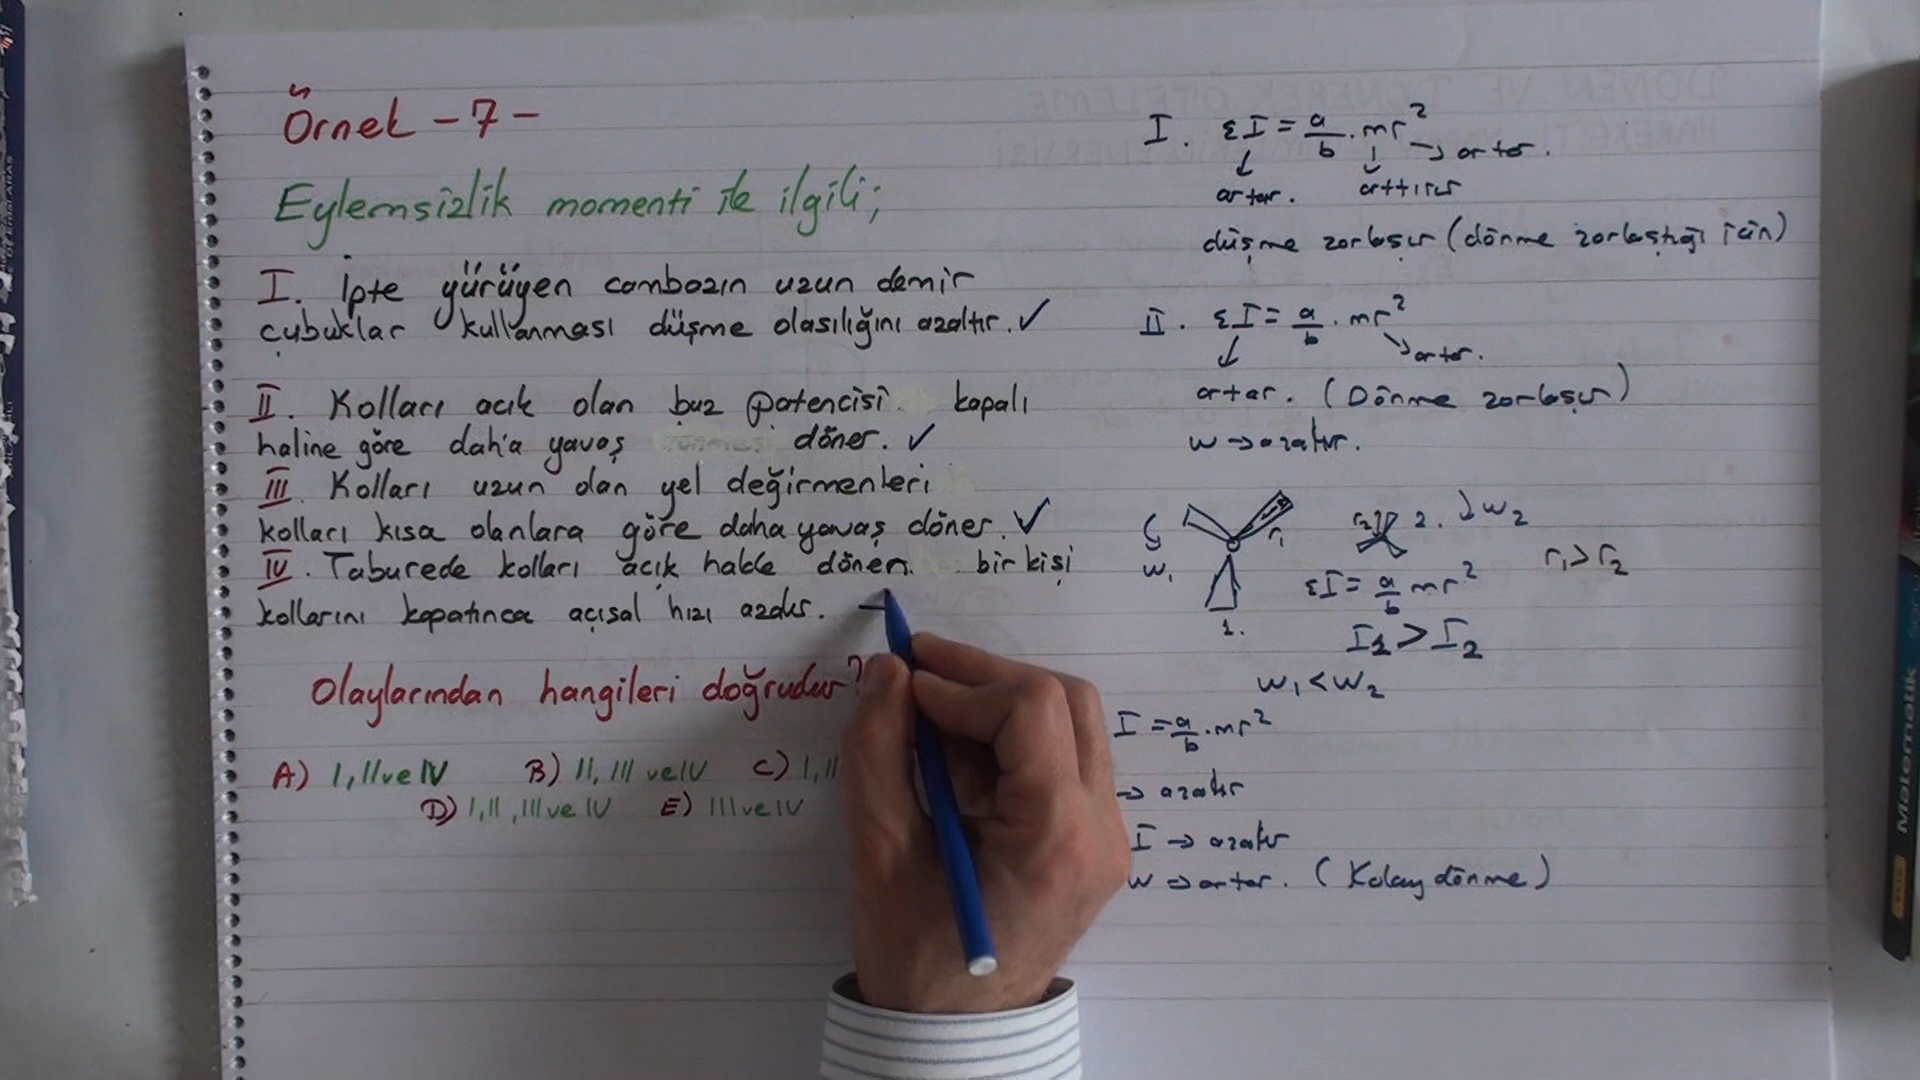 Örnek - 7 -
Eylemsizlik momenti ile ilgili;
I. İpte yürüyen cambazın uzun demir
çubuklar kullanması düşme olasılığını azaltır. ✓
II. Kolları açık olan buz patencisi kapalı
haline göre daha yavaş döner. ✓
III. Kolları uzun olan yel değirmenleri
kolları kısa olanlara göre daha yavaş döner. ✓
IV. Taburede kolları açık halde dönen bir kişi
kollarını kapatınca açısal hızı azalır. -
Olaylarından hangileri doğrudur?
A) I, II ve IV B) II, III ve IV C) I, II
D) I, II, III ve IV E) III ve IV
I. ΣI = a/b . mr² → artar.
artar. arttırır
düşme zorlaşır (dönme zorlaştığı için)
II. ΣI = a/b . mr²
artar.
artar. (Dönme zorlaşır)
w → azalır.
w₁ r₁ 1. r₂ 2. w₂
r₁ > r₂
ΣI = a/b mr²
I₁ > I₂
w₁ < w₂
I = a/b . mr²
→ azalır
I → azalır
w → artar. (Kolay dönme)
Matematik